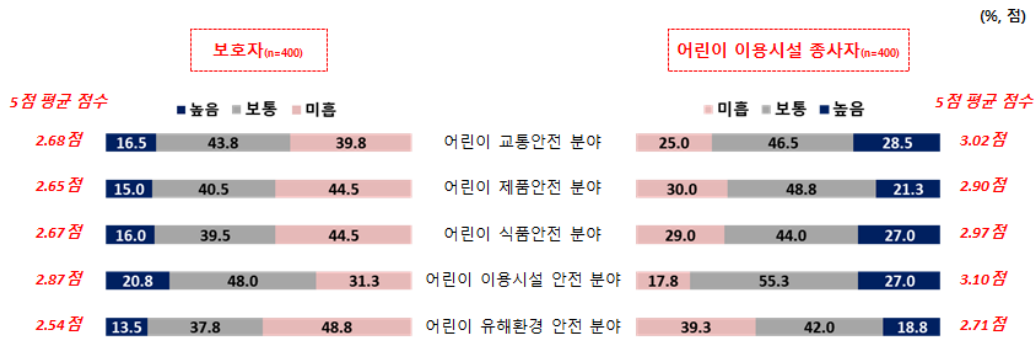 (%, 점)
보호자(n=400) 어린이 이용시설 종사자(n=400)
5점 평균 점수 ■높음 ■보통 ■미흡 ■미흡 ■보통 ■높음 5점 평균 점수
2.68점 16.5 43.8 39.8 어린이 교통안전 분야 25.0 46.5 28.5 3.02점
2.65점 15.0 40.5 44.5 어린이 제품안전 분야 30.0 48.8 21.3 2.90점
2.67점 16.0 39.5 44.5 어린이 식품안전 분야 29.0 44.0 27.0 2.97점
2.87점 20.8 48.0 31.3 어린이 이용시설 안전 분야 17.8 55.3 27.0 3.10점
2.54점 13.5 37.8 48.8 어린이 유해환경 안전 분야 39.3 42.0 18.8 2.71점